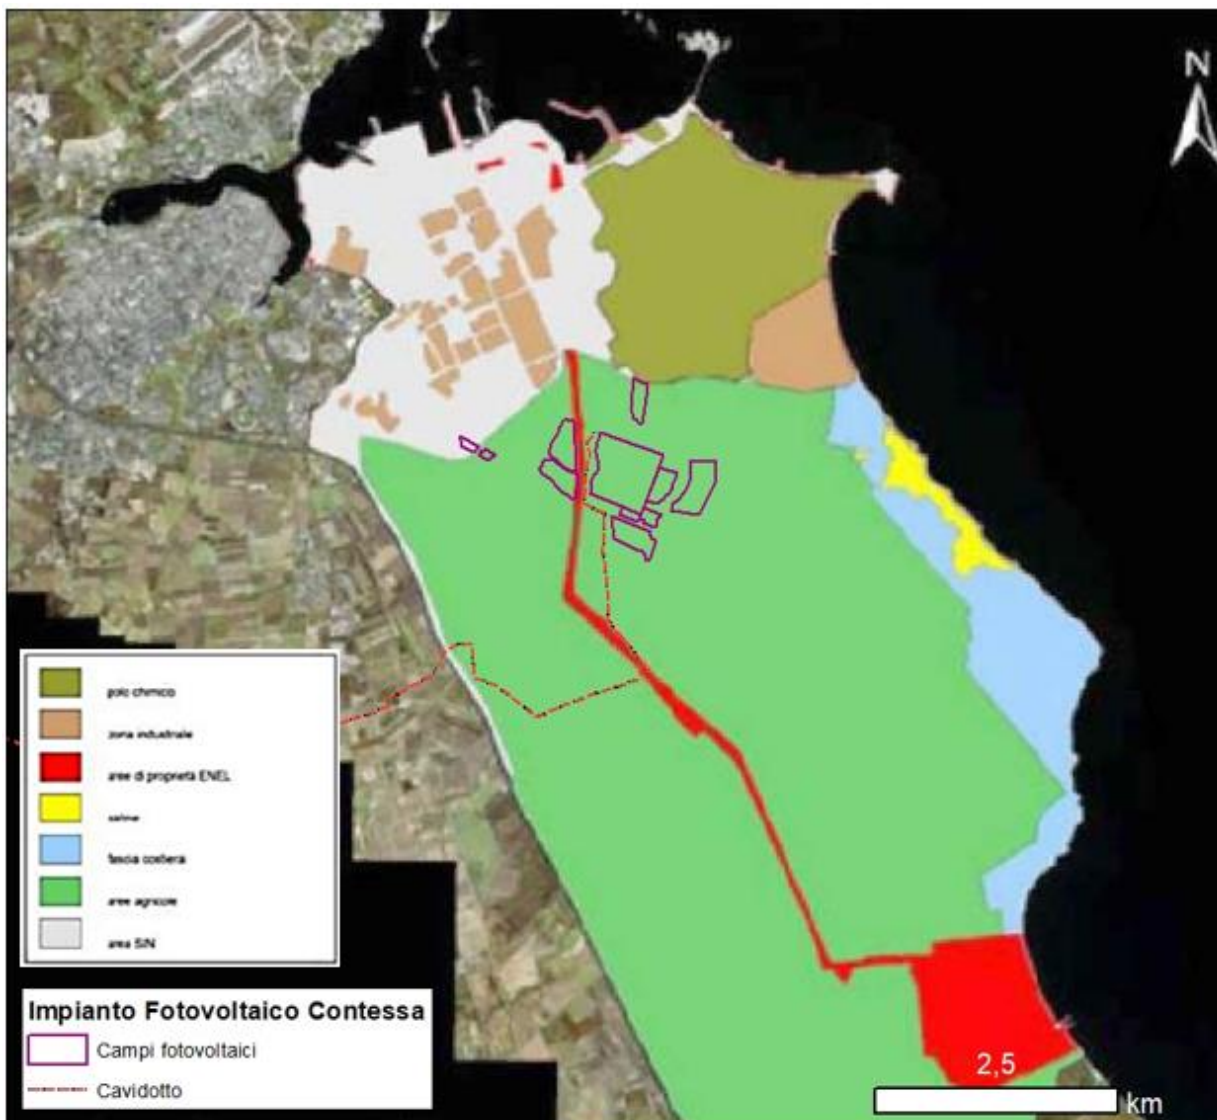 N
polo chimico
zona industriale
aree di proprietà ENEL
saline
fascia costiera
aree agricole
area SIN
Impianto Fotovoltaico Contessa
Campi fotovoltaici
Cavidotto
2,5
km